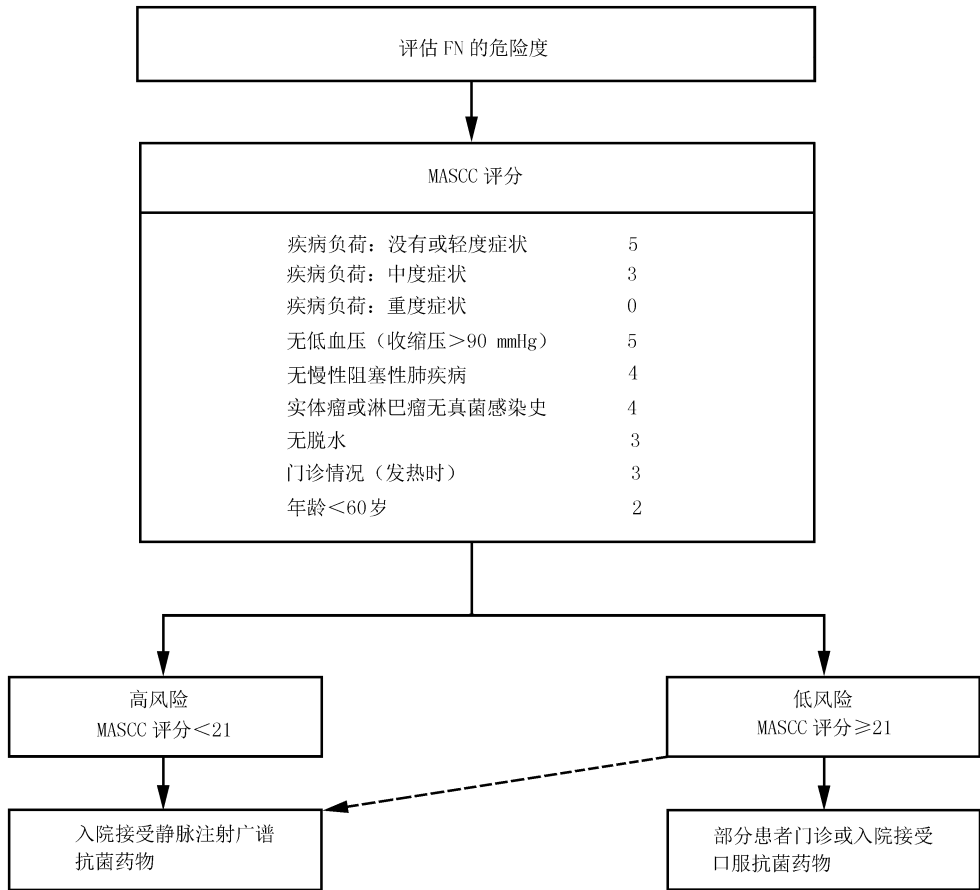 评估 FN 的危险度
MASCC 评分
疾病负荷：没有或轻度症状 5
疾病负荷：中度症状 3
疾病负荷：重度症状 0
无低血压（收缩压＞90 mmHg） 5
无慢性阻塞性肺疾病 4
实体瘤或淋巴瘤无真菌感染史 4
无脱水 3
门诊情况（发热时） 3
年龄＜60岁 2
高风险
MASCC 评分＜21
低风险
MASCC 评分≥21
入院接受静脉注射广谱
抗菌药物
部分患者门诊或入院接受
口服抗菌药物